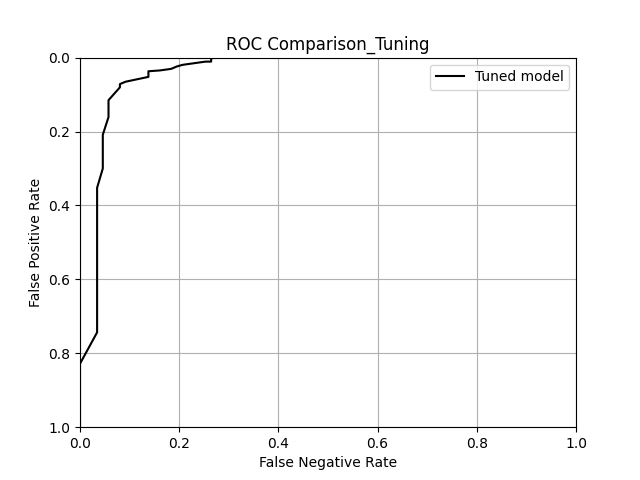 ROC Comparison_Tuning
Tuned model
False Positive Rate
0.0
0.2
0.4
0.6
0.8
1.0
0.0 0.2 0.4 0.6 0.8 1.0
False Negative Rate